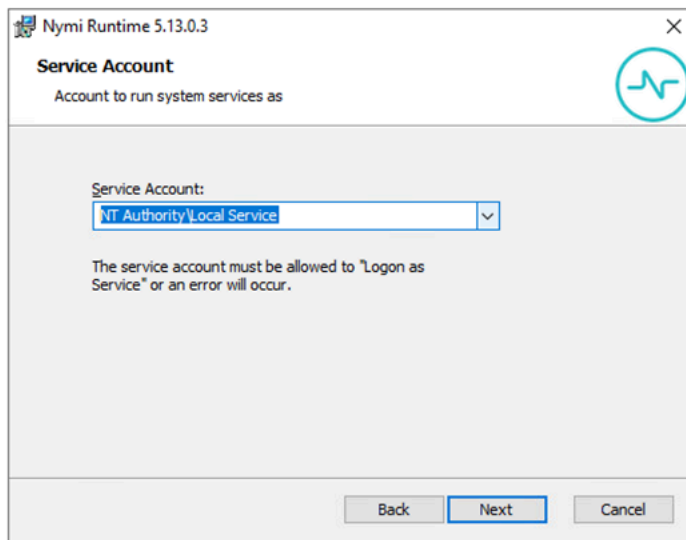 Nymi Runtime 5.13.0.3
Service Account
Account to run system services as
Service Account:
NT Authority\Local Service
The service account must be allowed to "Logon as
Service" or an error will occur.
Back
Next
Cancel